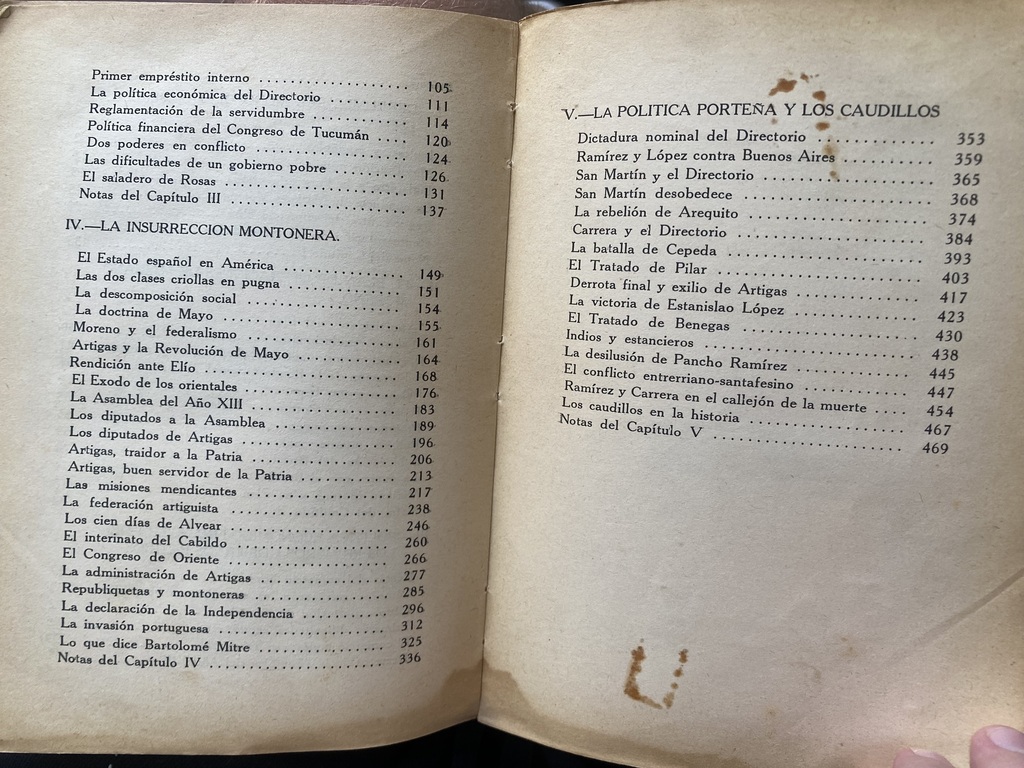 Primer empréstito interno .................... 105
La política económica del Directorio ........... 111
Reglamentación de la servidumbre .............. 114
Política financiera del Congreso de Tucumán .... 120
Dos poderes en conflicto ..................... 124
Las dificultades de un gobierno pobre .......... 126
El saladero de Rosas ......................... 131
Notas del Capítulo III ........................ 137
IV.—LA INSURRECCION MONTONERA.
El Estado español en América ................. 149
Las dos clases criollas en pugna ................ 151
La descomposición social ...................... 154
La doctrina de Mayo .......................... 155
Moreno y el federalismo ....................... 161
Artigas y la Revolución de Mayo .............. 164
Rendición ante Elío .......................... 168
El Exodo de los orientales ..................... 176
La Asamblea del Año XIII .................... 183
Los diputados a la Asamblea .................. 189
Los diputados de Artigas ..................... 196
Artigas, traidor a la Patria .................... 206
Artigas, buen servidor de la Patria ............. 213
Las misiones mendicantes ..................... 217
La federación artiguista ....................... 238
Los cien días de Alvear ....................... 246
El interinato del Cabildo ...................... 260
El Congreso de Oriente ....................... 266
La administración de Artigas .................. 277
Republiquetas y montoneras ................... 285
La declaración de la Independencia ............ 296
La invasión portuguesa ....................... 312
Lo que dice Bartolomé Mitre .................. 325
Notas del Capítulo IV ........................ 336
V.—LA POLITICA PORTEÑA Y LOS CAUDILLOS
Dictadura nominal del Directorio .............. 353
Ramírez y López contra Buenos Aires .......... 359
San Martín y el Directorio .................... 365
San Martín desobedece ....................... 368
La rebelión de Arequito ...................... 374
Carrera y el Directorio ....................... 384
La batalla de Cepeda ......................... 393
El Tratado de Pilar .......................... 403
Derrota final y exilio de Artigas ............... 417
La victoria de Estanislao López ................ 423
El Tratado de Benegas ....................... 430
Indios y estancieros .......................... 438
La desilusión de Pancho Ramírez .............. 445
El conflicto entrerriano-santafesino ............. 447
Ramírez y Carrera en el callejón de la muerte .... 454
Los caudillos en la historia .................... 467
Notas del Capítulo V ........................ 469